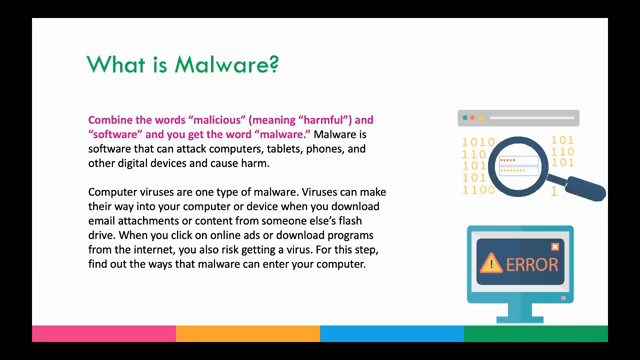 What is Malware?
Combine the words “malicious” (meaning “harmful”) and
“software” and you get the word “malware.” Malware is
software that can attack computers, tablets, phones, and
other digital devices and cause harm.
Computer viruses are one type of malware. Viruses can make
their way into your computer or device when you download
email attachments or content from someone else’s flash
drive. When you click on online ads or download programs
from the internet, you also risk getting a virus. For this step,
find out the ways that malware can enter your computer.
1010 101
110 110
101 101
101
1100 1
ERROR